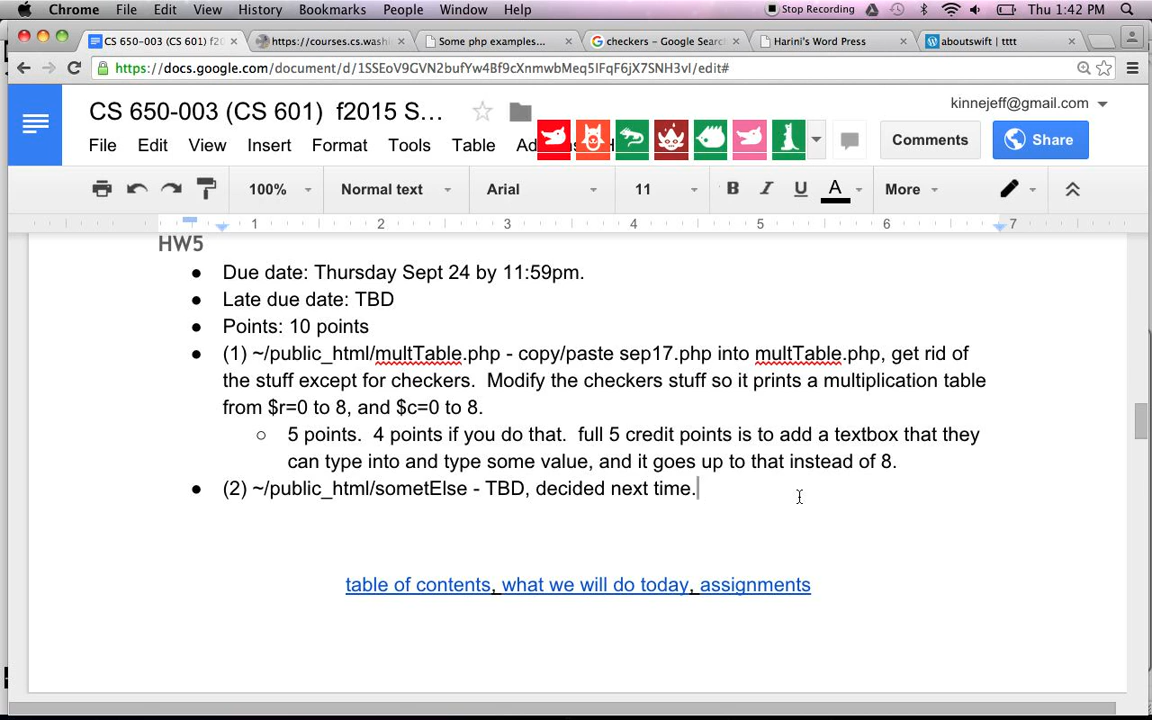 Chrome File Edit View History Bookmarks People Window Help Stop Recording Thu 1:42 PM
CS 650-003 (CS 601) f20 https://courses.cs.wash Some php examples... checkers – Google Searc Harini's Word Press aboutswift | tttt
https://docs.google.com/document/d/1SSEoV9GVN2bufYw4Bf9cXnmwbMeq5IFqF6jX7SNH3vI/edit#
CS 650-003 (CS 601) f2015 S...
kinnejeff@gmail.com
File Edit View Insert Format Tools Table Ad H
Comments Share
100% Normal text Arial 11 B I U A More
1 2 3 4 5 6 7
HW5
● Due date: Thursday Sept 24 by 11:59pm.
● Late due date: TBD
● Points: 10 points
● (1) ~/public_html/multTable.php - copy/paste sep17.php into multTable.php, get rid of
the stuff except for checkers. Modify the checkers stuff so it prints a multiplication table
from $r=0 to 8, and $c=0 to 8.
○ 5 points. 4 points if you do that. full 5 credit points is to add a textbox that they
can type into and type some value, and it goes up to that instead of 8.
● (2) ~/public_html/sometElse - TBD, decided next time.
table of contents, what we will do today, assignments